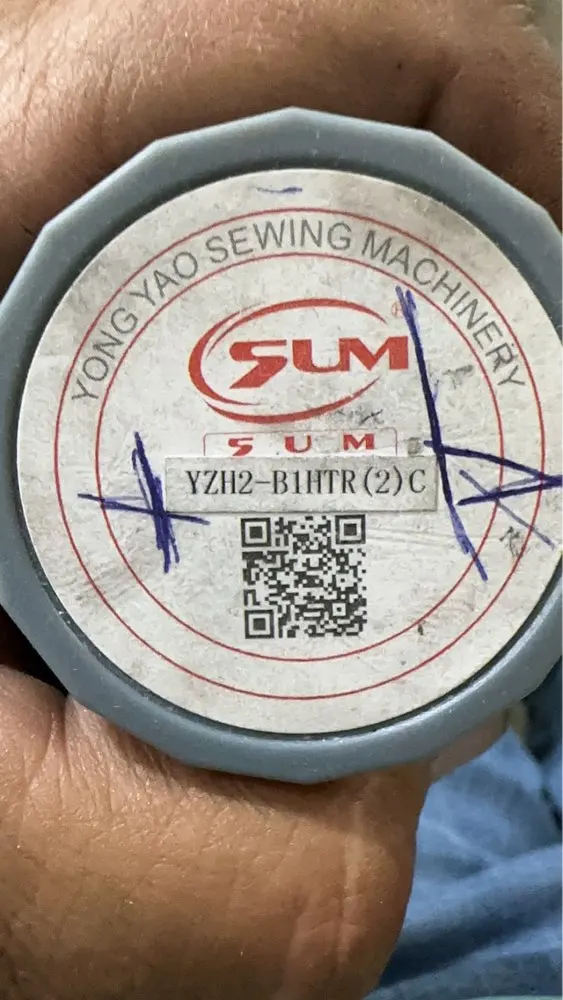 YONG YAO SEWING MACHINERY
SUM®
SUM
YZH2-B1HTR(2)C